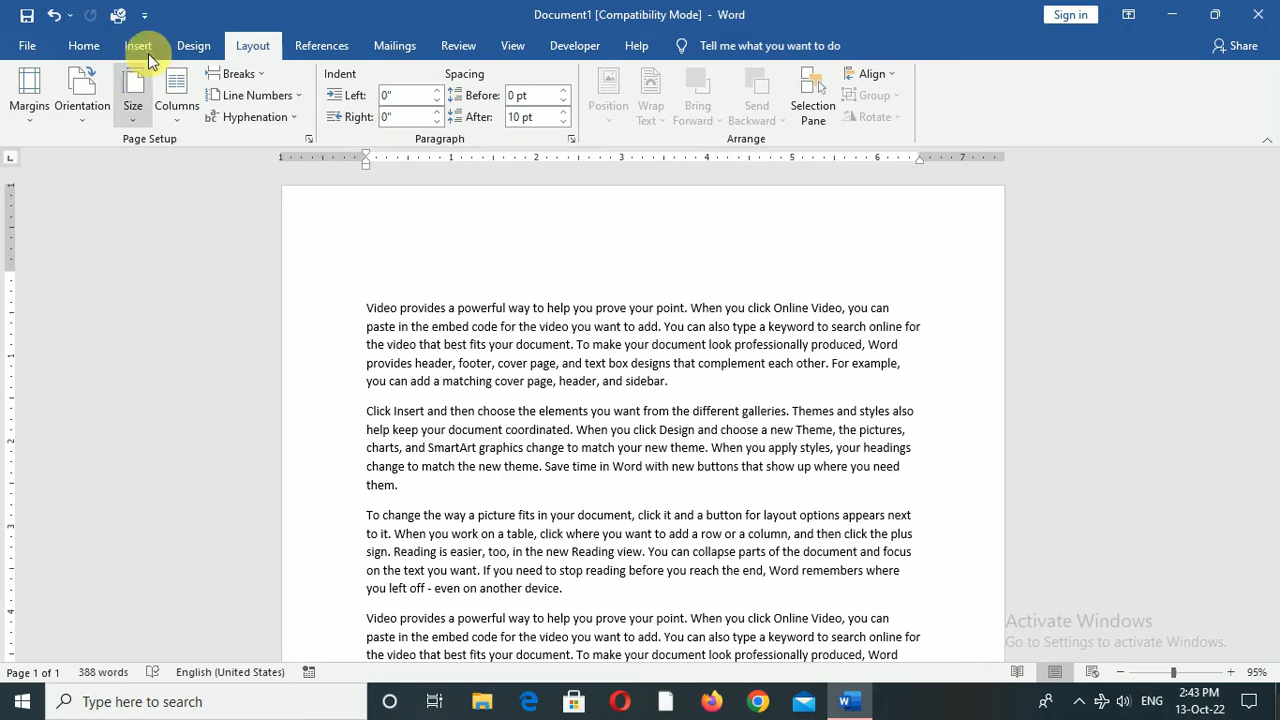 Document1 [Compatibility Mode] - Word
Sign in
File Home Insert Design Layout References Mailings Review View Developer Help Tell me what you want to do Share
Margins Orientation Size Columns
Breaks
Line Numbers
Hyphenation
Page Setup
Indent
Left: 0"
Right: 0"
Spacing
Before: 0 pt
After: 10 pt
Paragraph
Position
Wrap
Text
Bring
Forward
Send
Backward
Selection
Pane
Align
Group
Rotate
Arrange
1 1 2 3 4 5 6 7
Video provides a powerful way to help you prove your point. When you click Online Video, you can
paste in the embed code for the video you want to add. You can also type a keyword to search online for
the video that best fits your document. To make your document look professionally produced, Word
provides header, footer, cover page, and text box designs that complement each other. For example,
you can add a matching cover page, header, and sidebar.
Click Insert and then choose the elements you want from the different galleries. Themes and styles also
help keep your document coordinated. When you click Design and choose a new Theme, the pictures,
charts, and SmartArt graphics change to match your new theme. When you apply styles, your headings
change to match the new theme. Save time in Word with new buttons that show up where you need
them.
To change the way a picture fits in your document, click it and a button for layout options appears next
to it. When you work on a table, click where you want to add a row or a column, and then click the plus
sign. Reading is easier, too, in the new Reading view. You can collapse parts of the document and focus
on the text you want. If you need to stop reading before you reach the end, Word remembers where
you left off - even on another device.
Video provides a powerful way to help you prove your point. When you click Online Video, you can
paste in the embed code for the video you want to add. You can also type a keyword to search online for
the video that best fits your document. To make your document look professionally produced, Word
Activate Windows
Go to Settings to activate Windows.
Page 1 of 1 388 words English (United States) 95%
Type here to search
ENG
2:43 PM
13-Oct-22